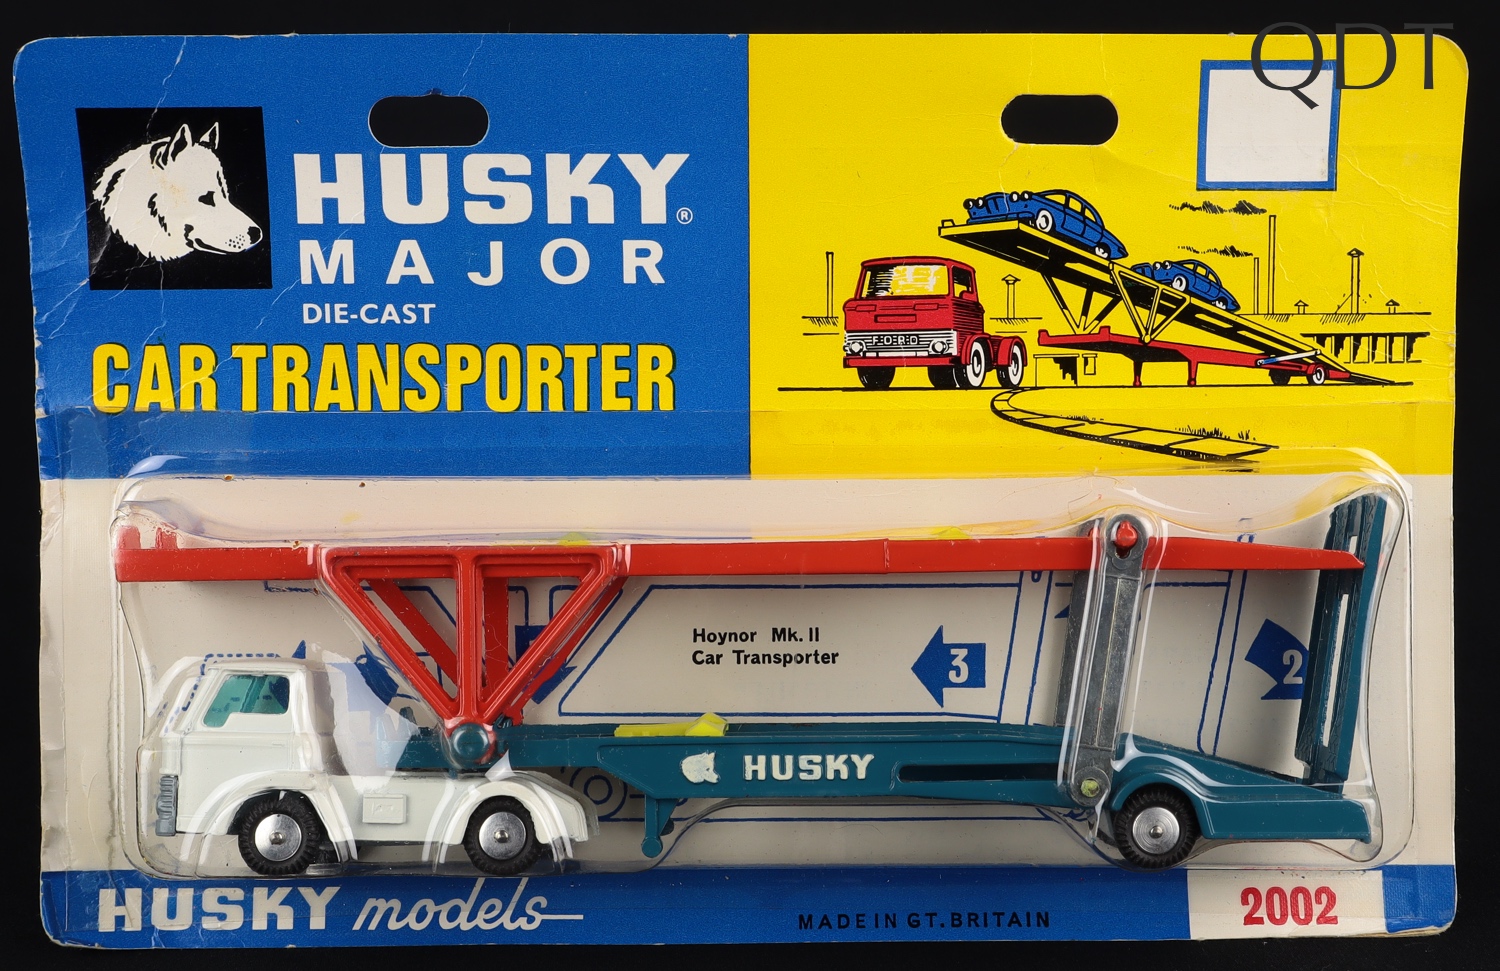 QDT
HUSKY®
MAJOR
DIE-CAST
CAR TRANSPORTER
FORD
Hoynor Mk. II
Car Transporter
3
2
HUSKY
HUSKY models
MADE IN GT. BRITAIN
2002